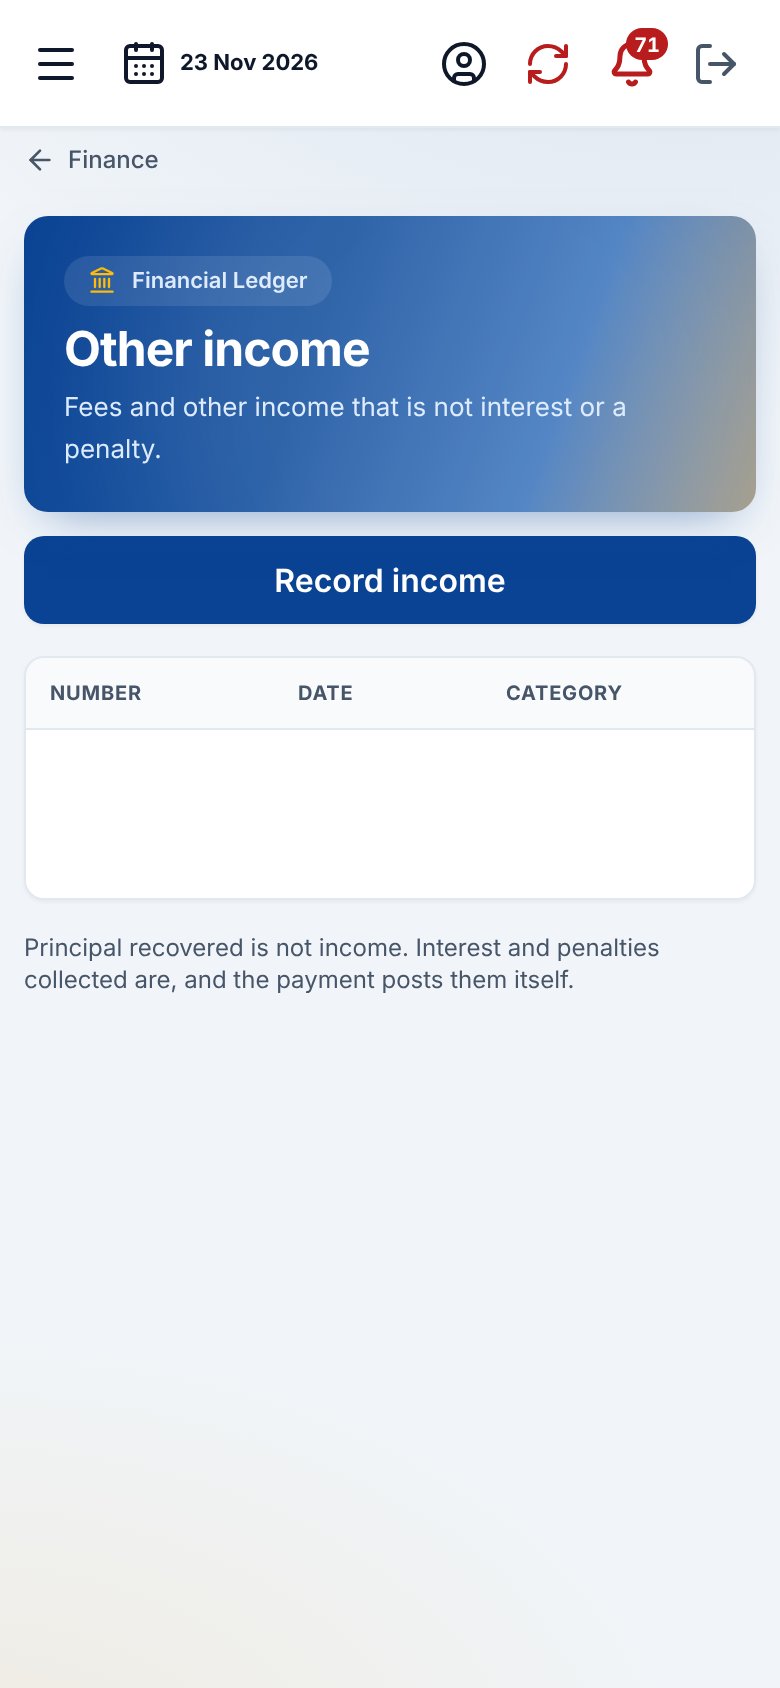 23 Nov 2026
71
Finance
Financial Ledger
Other income
Fees and other income that is not interest or a
penalty.
Record income
NUMBER DATE CATEGORY
Principal recovered is not income. Interest and penalties
collected are, and the payment posts them itself.